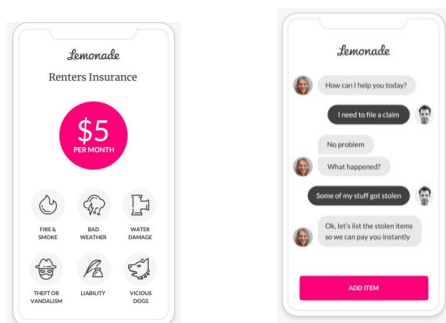 Lemonade
Renters Insurance
$5
PER MONTH
FIRE &
SMOKE
BAD
WEATHER
WATER
DAMAGE
THEFT OR
VANDALISM
LIABILITY
VICIOUS
DOGS
Lemonade
How can I help you today?
I need to file a claim
No problem
What happened?
Some of my stuff got stolen
Ok, let's list the stolen items
so we can pay you instantly
ADD ITEM